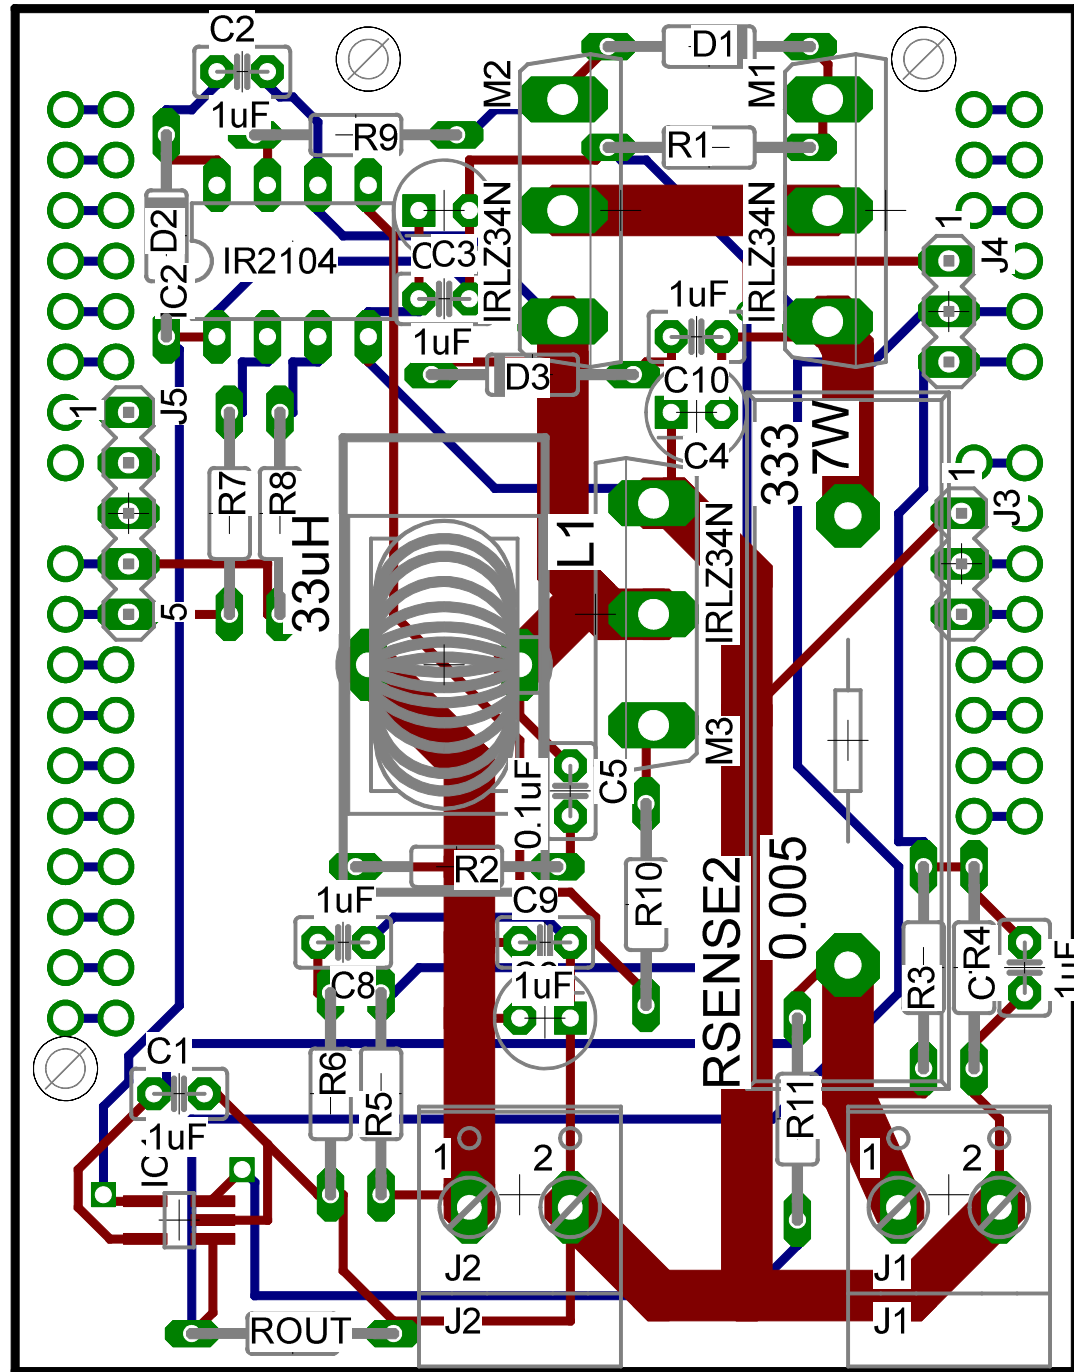 C2
1uF
R9
D2
IC2
IR2104
C3
1uF
M2
IRLZ34N
D1
M1
R1
IRLZ34N
1uF
C10
D3
C4
1
J4
1
J5
5
R7
R8
33uH
L1
IRLZ34N
M3
333
7W
1
J3
0.1uF
C5
R2
R10
RSENSE2
0.005
1uF
C8
C9
1uF
R3
R4
1uF
C1
1uF
R6
R5
R11
1
2
J2
J2
1
2
J1
J1
ROUT